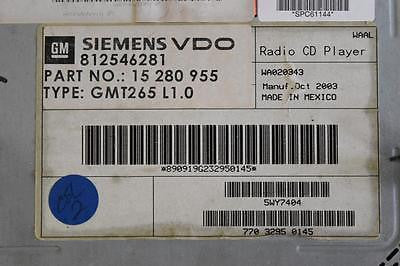 *SPC61144*
GM SIEMENS VDO
812546281
PART NO.: 15 280 955
TYPE: GMT265 L1.0
WAAL
Radio CD Player
WA020343
Manuf.Oct 2003
MADE IN MEXICO
*890919G232950145*
5WY7404
770 3295 0145